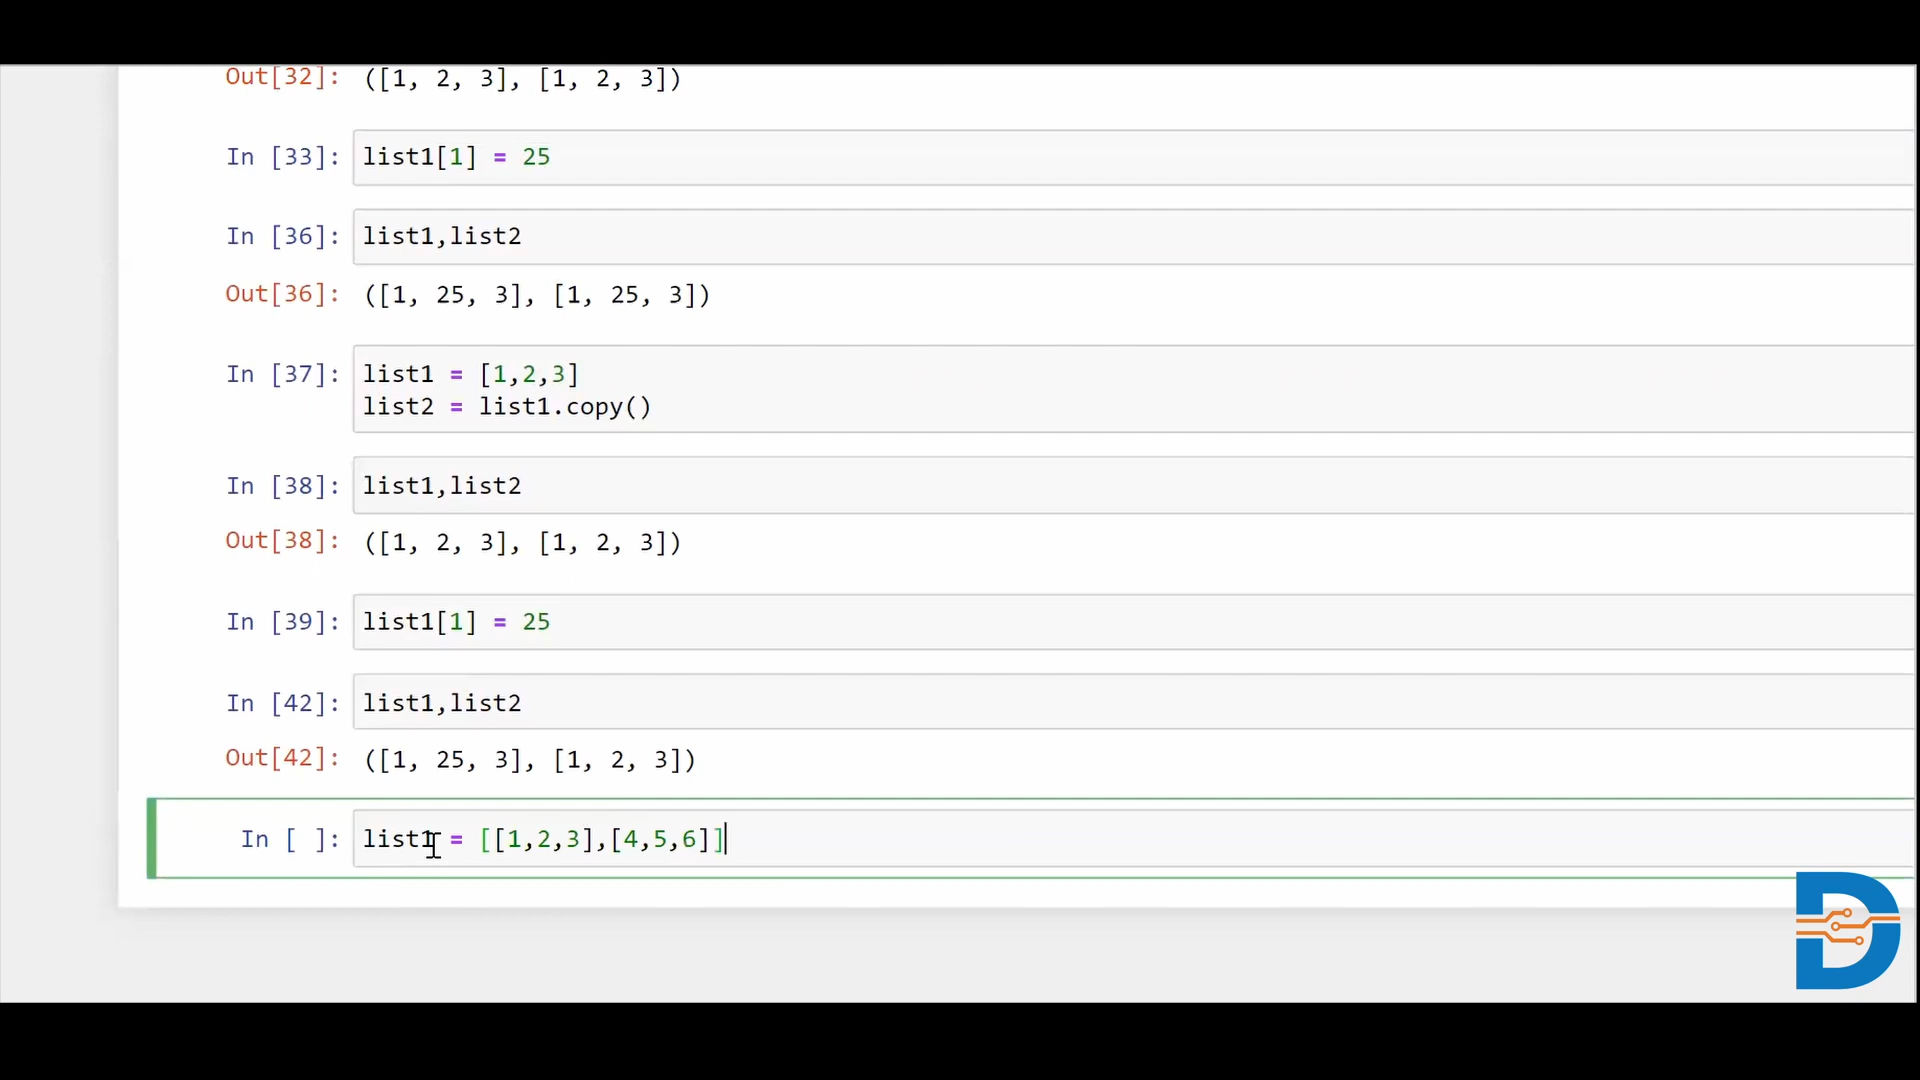 Out[32]: ([1, 2, 3], [1, 2, 3])
In [33]: list1[1] = 25
In [36]: list1,list2
Out[36]: ([1, 25, 3], [1, 25, 3])
In [37]: list1 = [1,2,3]
list2 = list1.copy()
In [38]: list1,list2
Out[38]: ([1, 2, 3], [1, 2, 3])
In [39]: list1[1] = 25
In [42]: list1,list2
Out[42]: ([1, 25, 3], [1, 2, 3])
In [ ]: list1 = [[1,2,3],[4,5,6]]
D